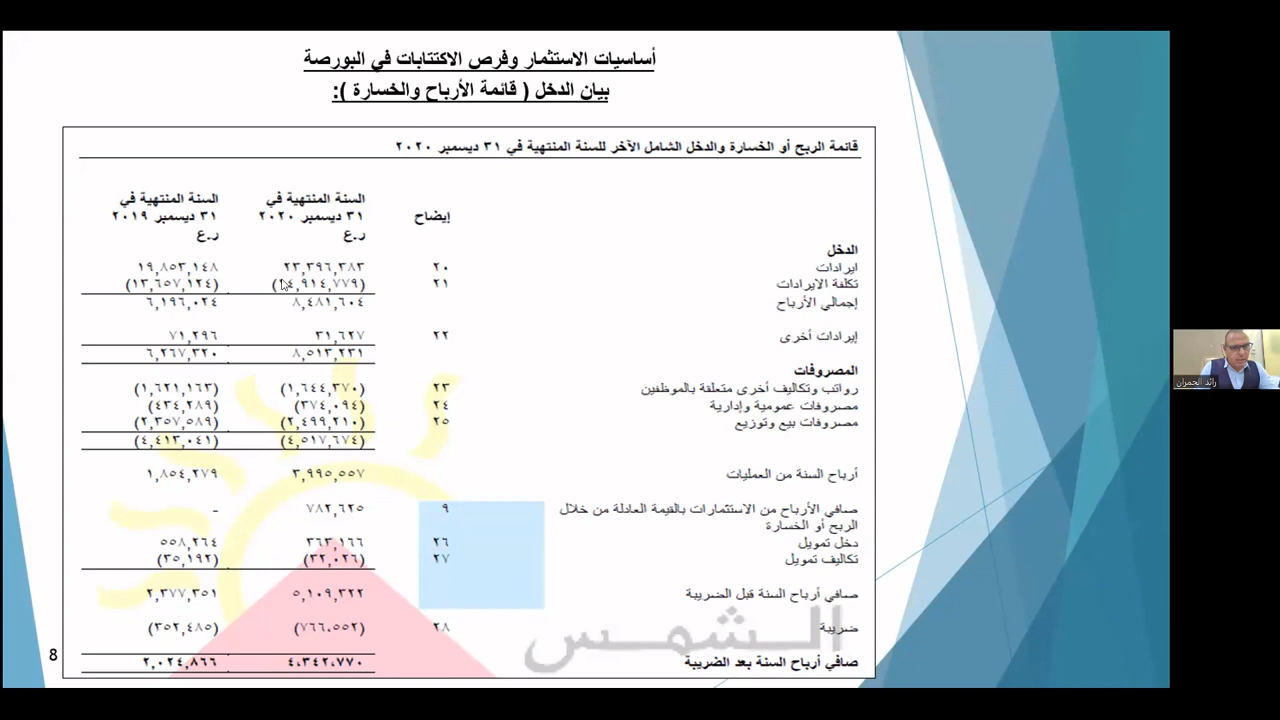 أساسيات الاستثمار وفرص الاكتتابات في البورصة
بيان الدخل ( قائمة الأرباح والخسارة ):
قائمة الربح أو الخسارة والدخل الشامل الآخر للسنة المنتهية في ٣١ ديسمبر ٢٠٢٠
إيضاح السنة المنتهية في السنة المنتهية في
٣١ ديسمبر ٢٠٢٠ ٣١ ديسمبر ٢٠١٩
ر.ع ر.ع
الدخل
ايرادات ٢٠ ٢٣,٣٩٦,٣٨٣ ١٩,٨٥٣,١٤٨
تكلفة الايرادات ٢١ (١٤,٩١٤,٧٧٩) (١٣,٦٥٧,١٢٤)
إجمالي الأرباح ٨,٤٨١,٦٠٤ ٦,١٩٦,٠٢٤
إيرادات أخرى ٢٢ ٣١,٦٢٧ ٧١,٢٩٦
٨,٥١٣,٢٣١ ٦,٢٦٧,٣٢٠
المصروفات
رواتب وتكاليف أخرى متعلقة بالموظفين ٢٣ (١,٦٤٤,٣٧٠) (١,٦٢١,١٦٣)
مصروفات عمومية وإدارية ٢٤ (٣٧٤,٠٩٤) (٤٣٤,٢٨٩)
مصروفات بيع وتوزيع ٢٥ (٢,٤٩٩,٢١٠) (٢,٣٥٧,٥٨٩)
(٤,٥١٧,٦٧٤) (٤,٤١٣,٠٤١)
أرباح السنة من العمليات ٣,٩٩٥,٥٥٧ ١,٨٥٤,٢٧٩
صافي الأرباح من الاستثمارات بالقيمة العادلة من خلال ٩ ٧٨٢,٦٢٥ -
الربح أو الخسارة
دخل تمويل ٢٦ ٣٦٣,١٦٦ ٥٥٨,٢٦٤
تكاليف تمويل ٢٧ (٣٢,٠٢٦) (٣٥,١٩٢)
صافي أرباح السنة قبل الضريبة ٥,١٠٩,٣٢٢ ٢,٣٧٧,٣٥١
ضريبة ٢٨ (٧٦٦,٥٥٢) (٣٥٢,٤٨٥)
صافي أرباح السنة بعد الضريبة ٤,٣٤٢,٧٧٠ ٢,٠٢٤,٨٦٦
الشمس
8
رائد الحمران